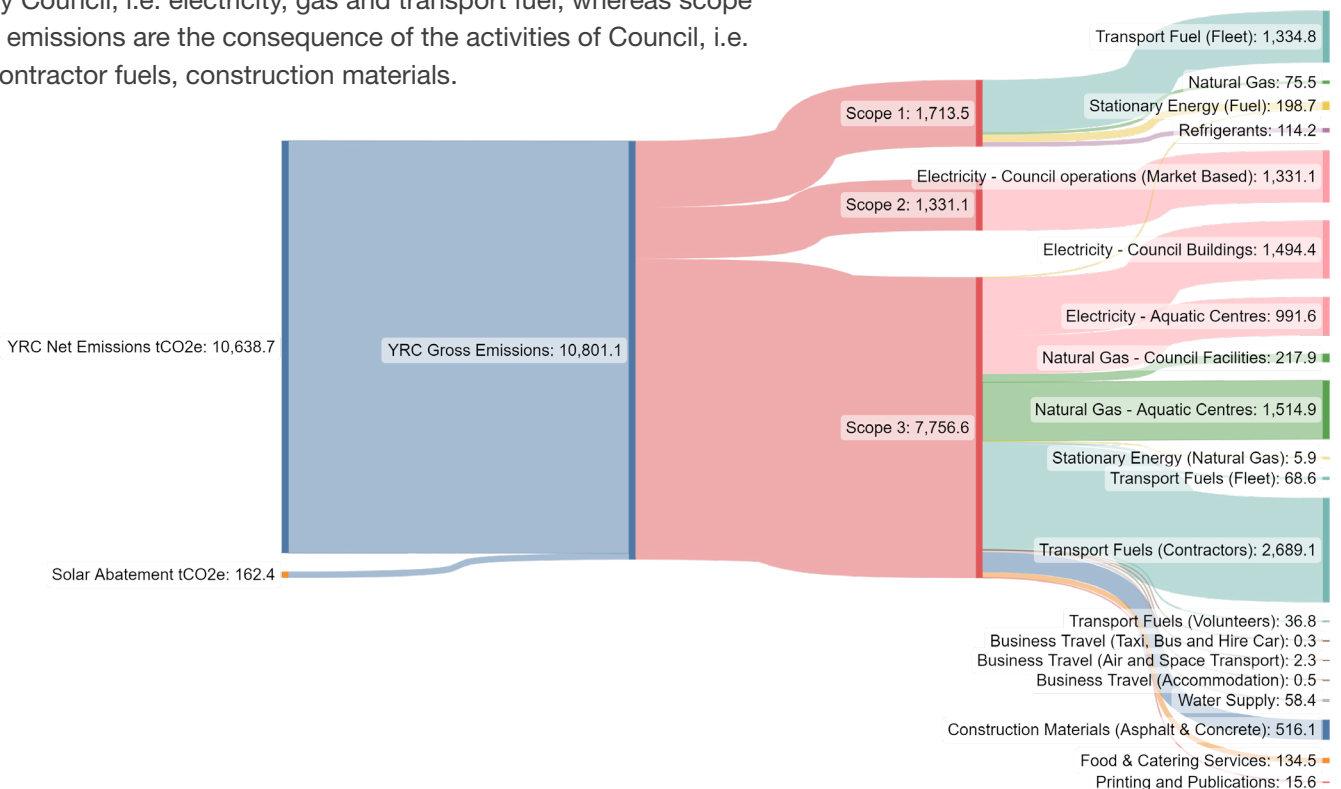 y Council, i.e. electricity, gas and transport fuel, whereas scope
emissions are the consequence of the activities of Council, i.e.
ontractor fuels, construction materials.
Transport Fuel (Fleet): 1,334.8
Natural Gas: 75.5
Scope 1: 1,713.5
Stationary Energy (Fuel): 198.7
Refrigerants: 114.2
Electricity - Council operations (Market Based): 1,331.1
Scope 2: 1,331.1
Electricity - Council Buildings: 1,494.4
Electricity - Aquatic Centres: 991.6
YRC Net Emissions tCO2e: 10,638.7
YRC Gross Emissions: 10,801.1
Natural Gas - Council Facilities: 217.9
Natural Gas - Aquatic Centres: 1,514.9
Scope 3: 7,756.6
Stationary Energy (Natural Gas): 5.9
Transport Fuels (Fleet): 68.6
Transport Fuels (Contractors): 2,689.1
Solar Abatement tCO2e: 162.4
Transport Fuels (Volunteers): 36.8
Business Travel (Taxi, Bus and Hire Car): 0.3
Business Travel (Air and Space Transport): 2.3
Business Travel (Accommodation): 0.5
Water Supply: 58.4
Construction Materials (Asphalt & Concrete): 516.1
Food & Catering Services: 134.5
Printing and Publications: 15.6